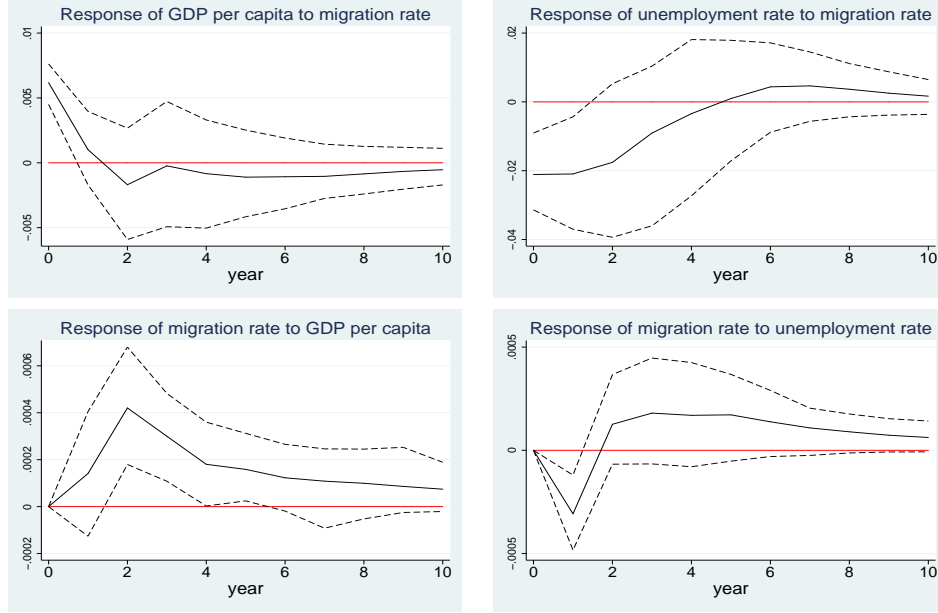 Response of GDP per capita to migration rate
.01
.005
0
-.005
0 2 4 6 8 10
year
Response of unemployment rate to migration rate
.02
0
-.02
-.04
0 2 4 6 8 10
year
Response of migration rate to GDP per capita
.0006
.0004
.0002
0
-.0002
0 2 4 6 8 10
year
Response of migration rate to unemployment rate
.0005
0
-.0005
0 2 4 6 8 10
year